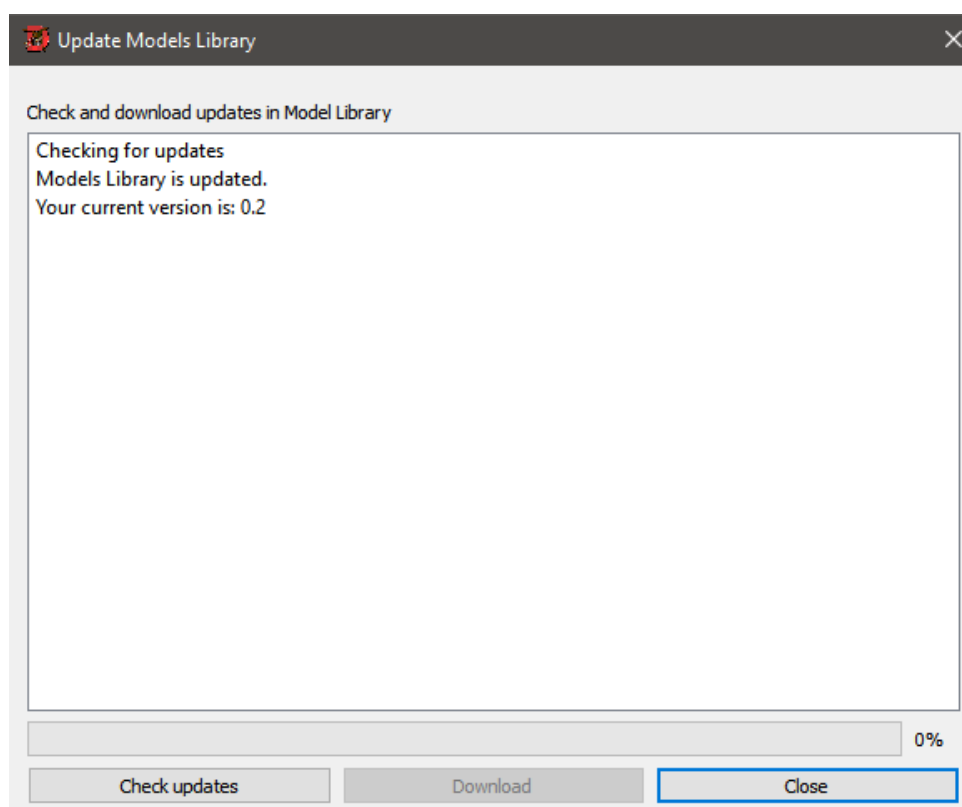 Update Models Library
Check and download updates in Model Library
Checking for updates
Models Library is updated.
Your current version is: 0.2
0%
Check updates
Download
Close